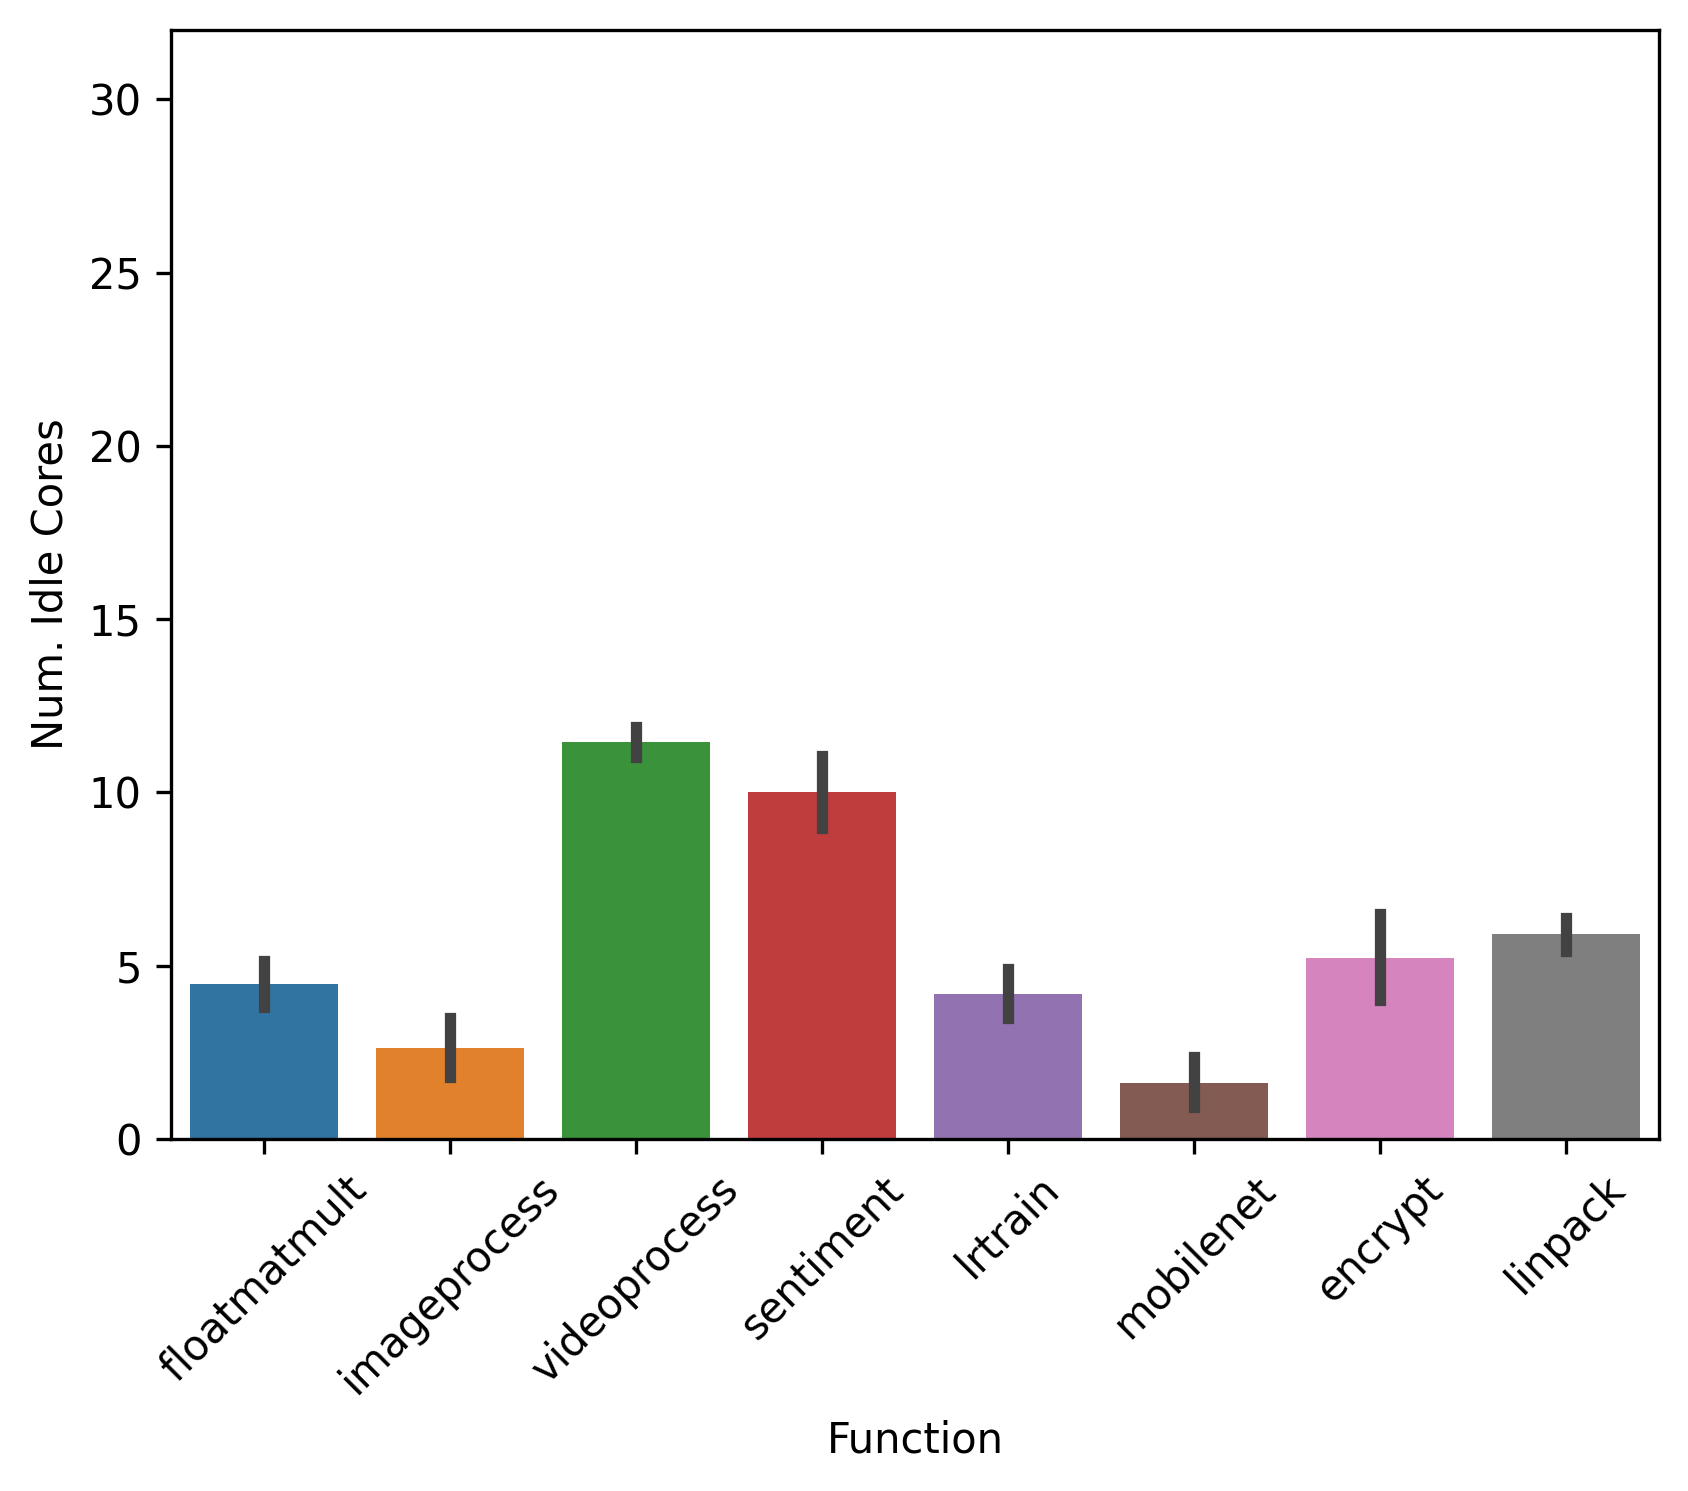 30
25
20
15
10
5
0
Num. Idle Cores
floatmatmult
imageprocess
videoprocess
sentiment
lrtrain
mobilenet
encrypt
linpack
Function